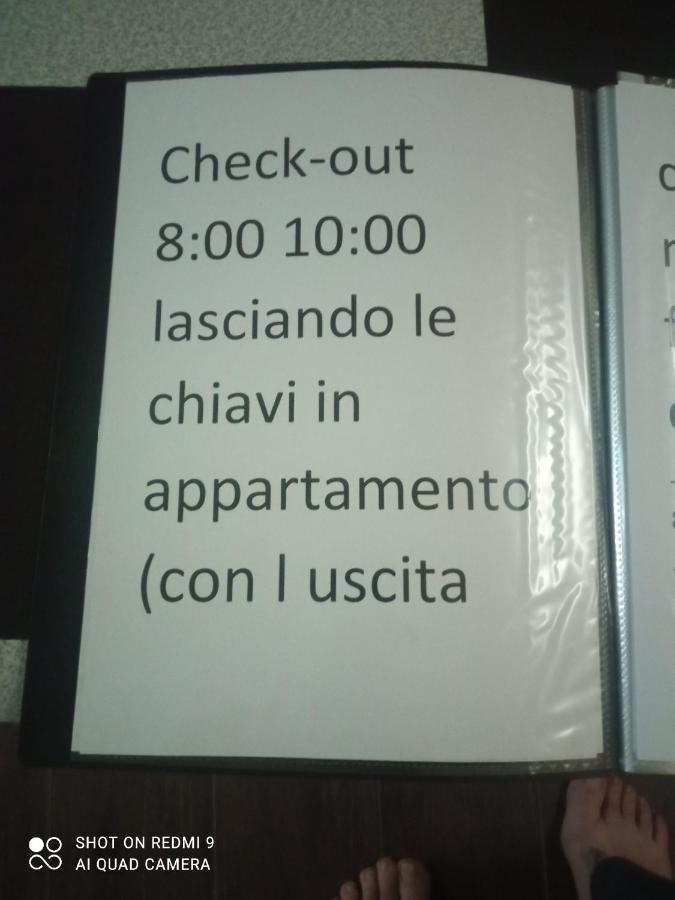 Check-out
8:00 10:00
lasciando le
chiavi in
appartamento
(con l uscita
SHOT ON REDMI 9
AI QUAD CAMERA